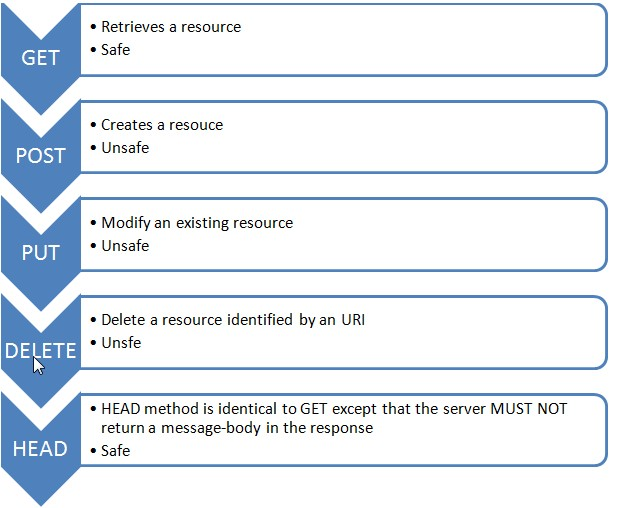 GET
• Retrieves a resource
• Safe
POST
• Creates a resouce
• Unsafe
PUT
• Modify an existing resource
• Unsafe
DELETE
• Delete a resource identified by an URI
• Unsfe
HEAD
• HEAD method is identical to GET except that the server MUST NOT
return a message-body in the response
• Safe